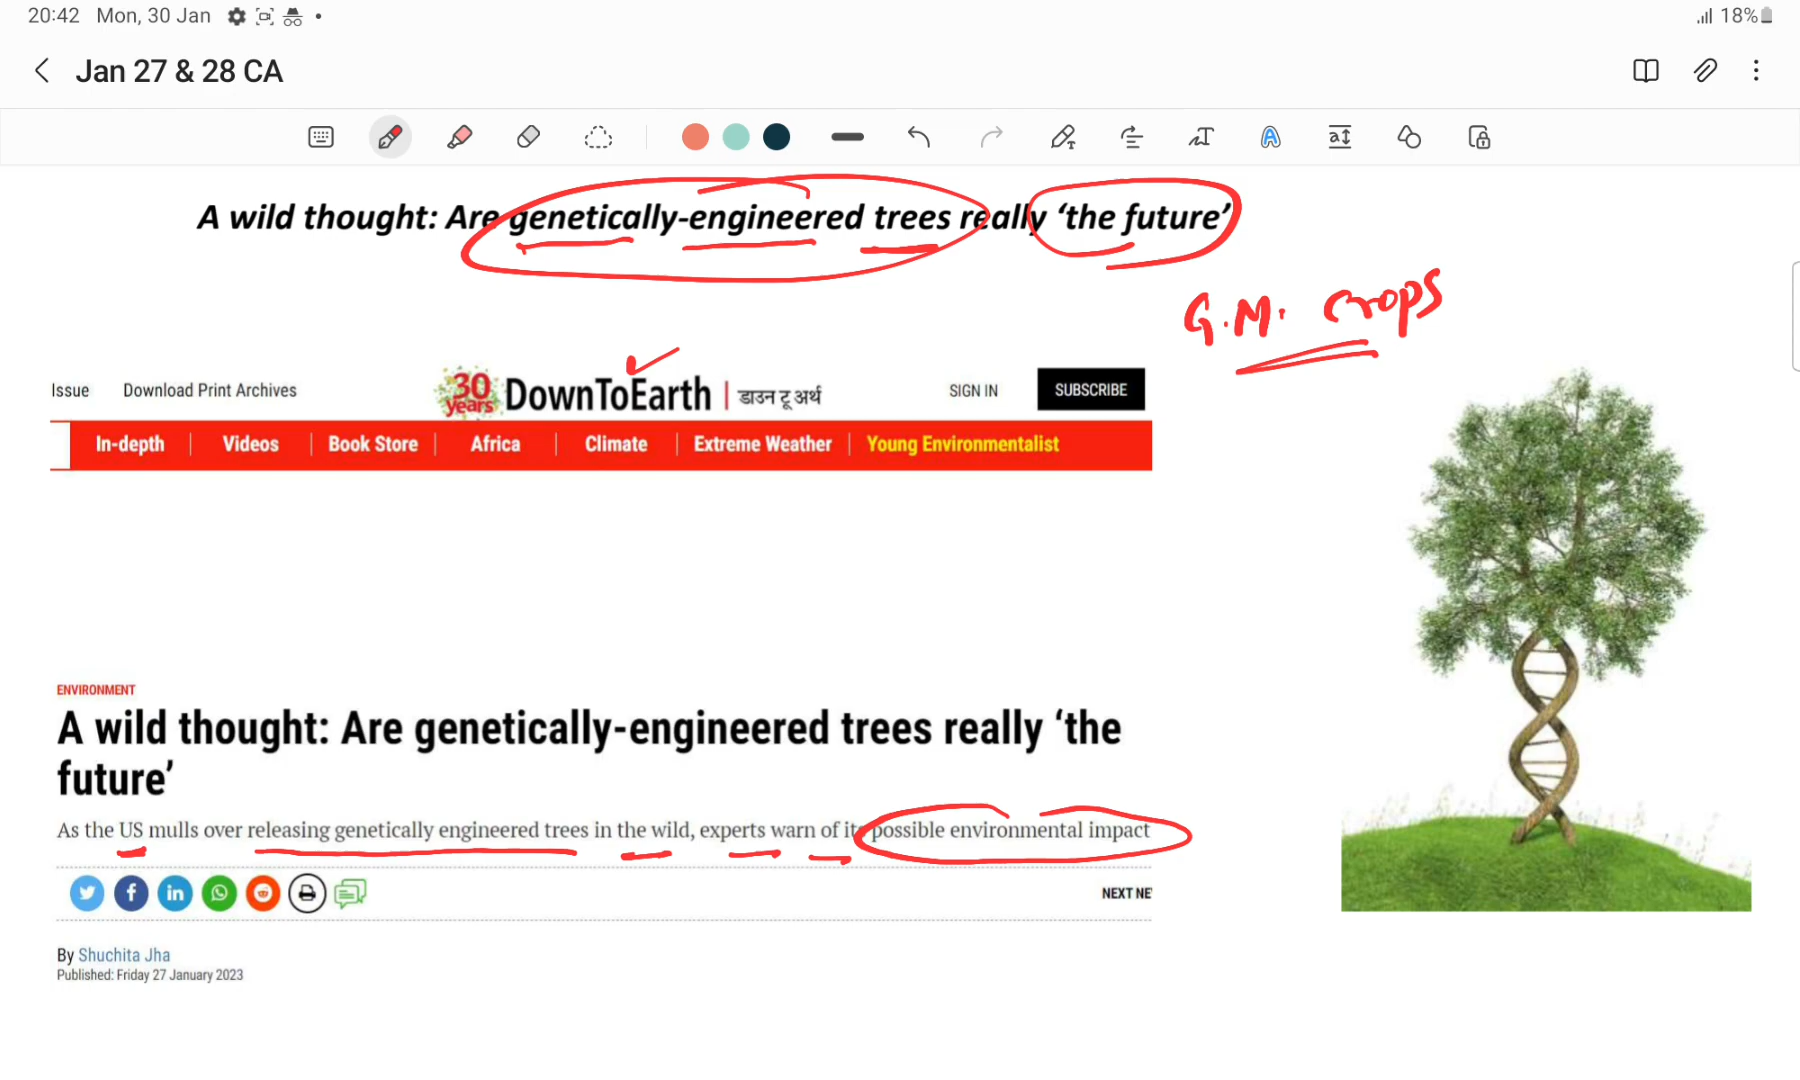 20:42 Mon, 30 Jan
18%
Jan 27 & 28 CA
A wild thought: Are genetically-engineered trees really ‘the future’
G.M. crops
Issue Download Print Archives
30 years DownToEarth | डाउन टू अर्थ
SIGN IN SUBSCRIBE
In-depth | Videos | Book Store | Africa | Climate | Extreme Weather | Young Environmentalist
ENVIRONMENT
A wild thought: Are genetically-engineered trees really ‘the
future’
As the US mulls over releasing genetically engineered trees in the wild, experts warn of its possible environmental impact
NEXT NE
By Shuchita Jha
Published: Friday 27 January 2023